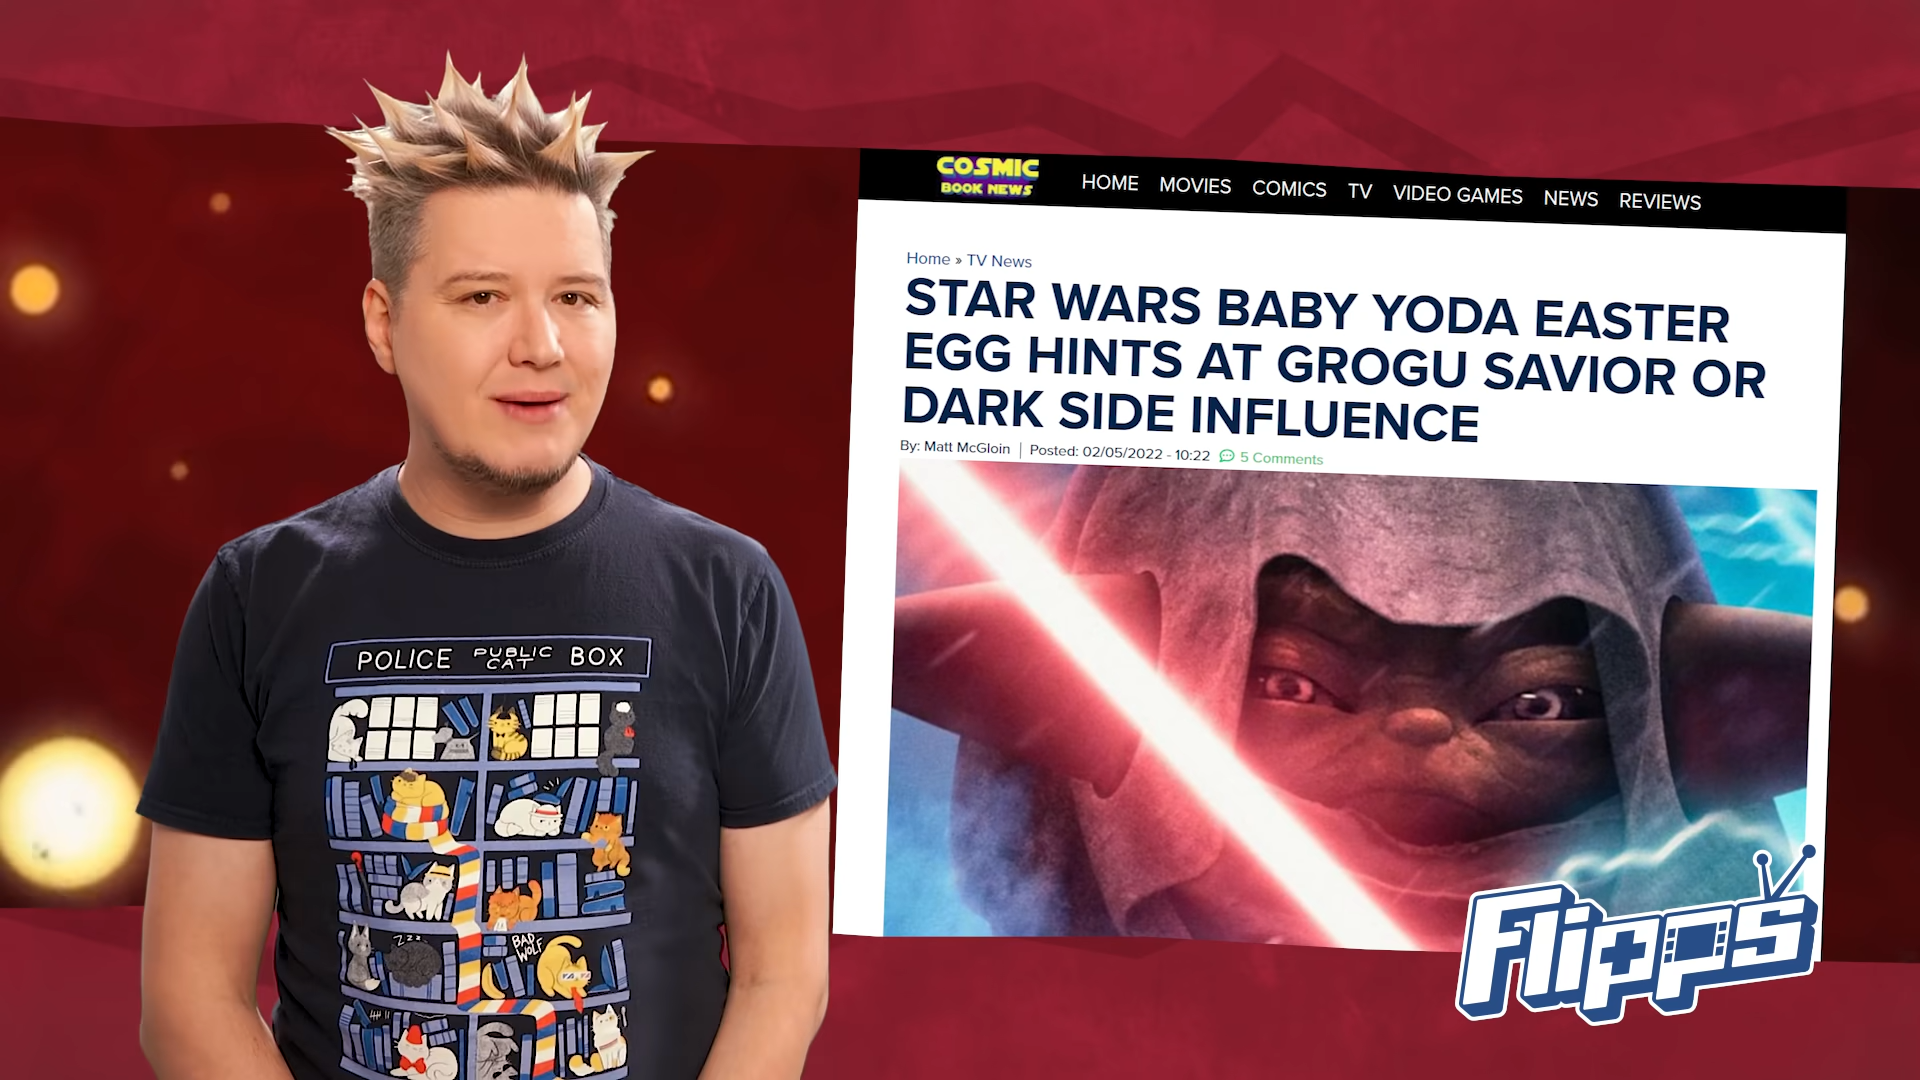 COSMIC
BOOK NEWS
HOME MOVIES COMICS TV VIDEO GAMES NEWS REVIEWS
Home » TV News
STAR WARS BABY YODA EASTER
EGG HINTS AT GROGU SAVIOR OR
DARK SIDE INFLUENCE
By: Matt McGloin | Posted: 02/05/2022 - 10:22 5 Comments
POLICE PUBLIC CAT BOX
Zzz
BAD
WOLF
Flipps